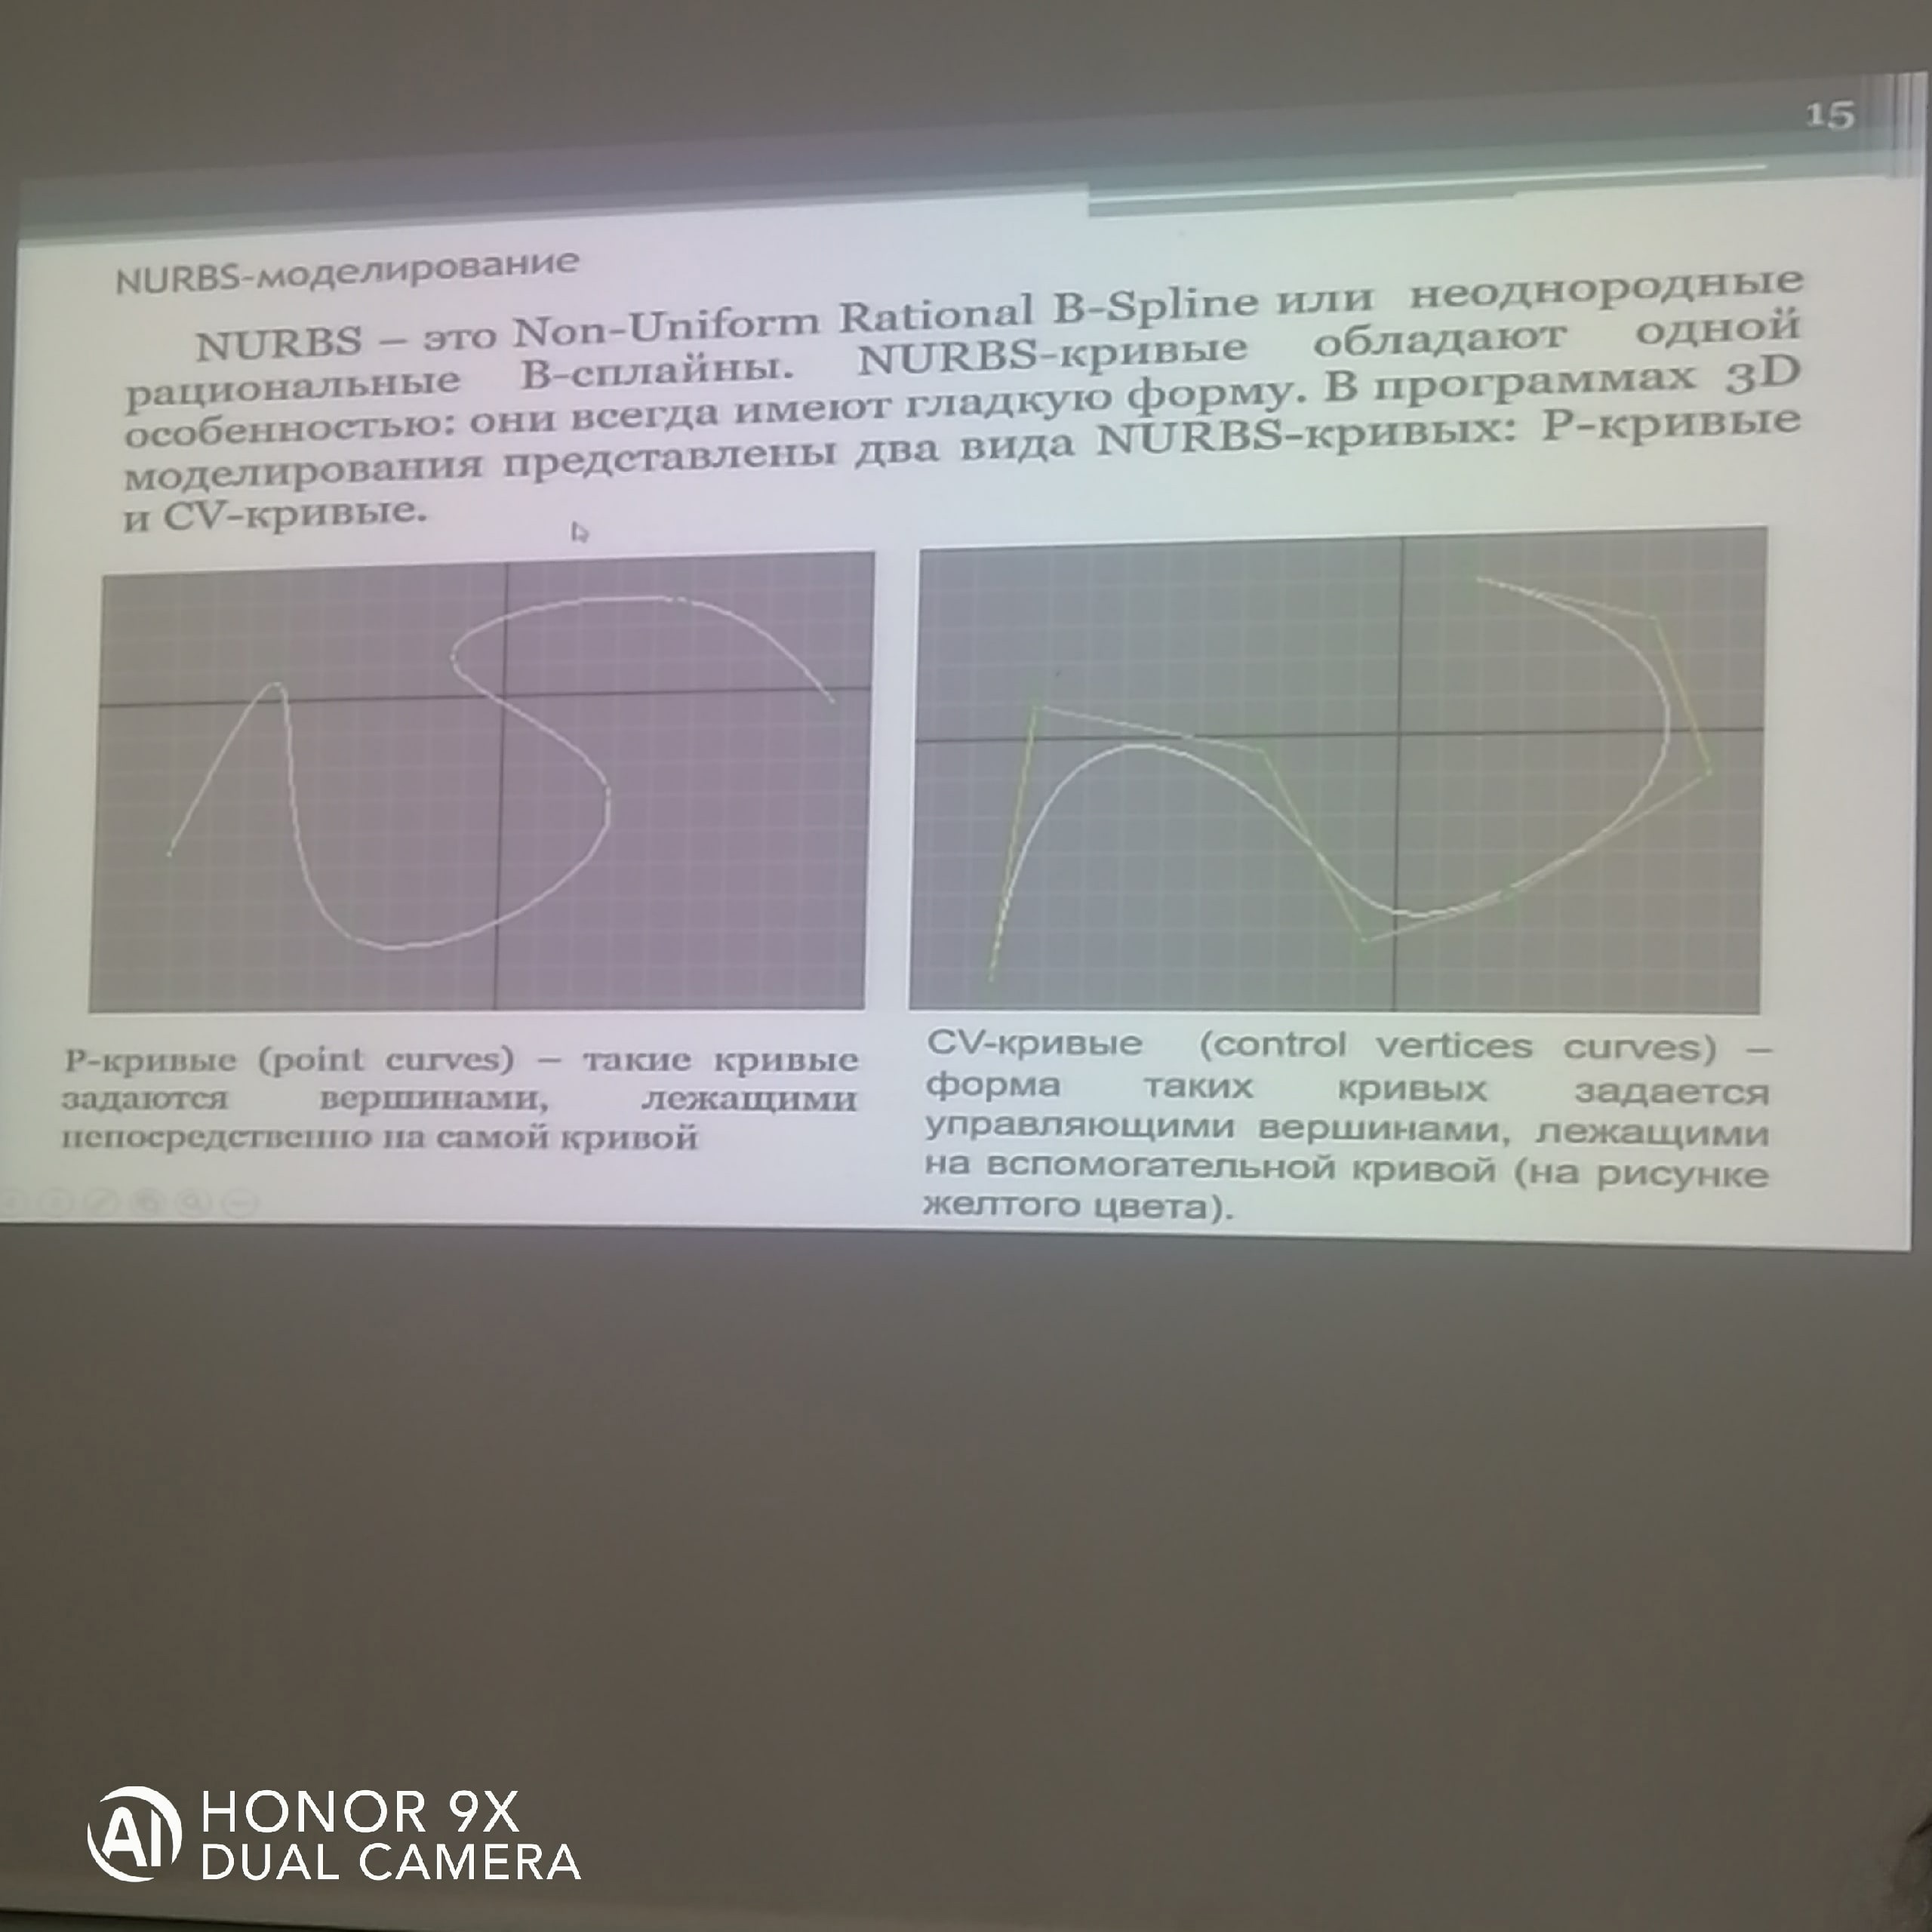 15
NURBS-моделирование
NURBS – это Non-Uniform Rational B-Spline или неоднородные
рациональные В-сплайны. NURBS-кривые обладают одной
особенностью: они всегда имеют гладкую форму. В программах 3D
моделирования представлены два вида NURBS-кривых: P-кривые
и CV-кривые.
P-кривые (point curves) – такие кривые
задаются вершинами, лежащими
непосредственно на самой кривой
CV-кривые (control vertices curves) –
форма таких кривых задается
управляющими вершинами, лежащими
на вспомогательной кривой (на рисунке
желтого цвета).
AI HONOR 9X
DUAL CAMERA